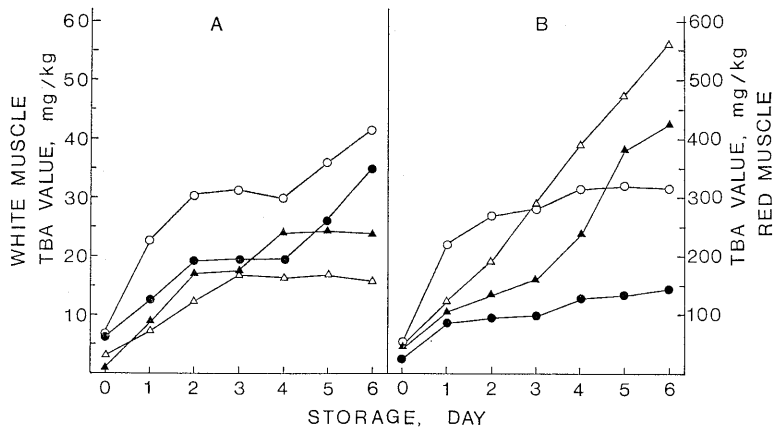 A
B
60
50
40
30
20
10
WHITE MUSCLE
TBA VALUE, mg/kg
600
500
400
300
200
100
TBA VALUE, mg/kg
RED MUSCLE
0 1 2 3 4 5 6
0 1 2 3 4 5 6
STORAGE, DAY